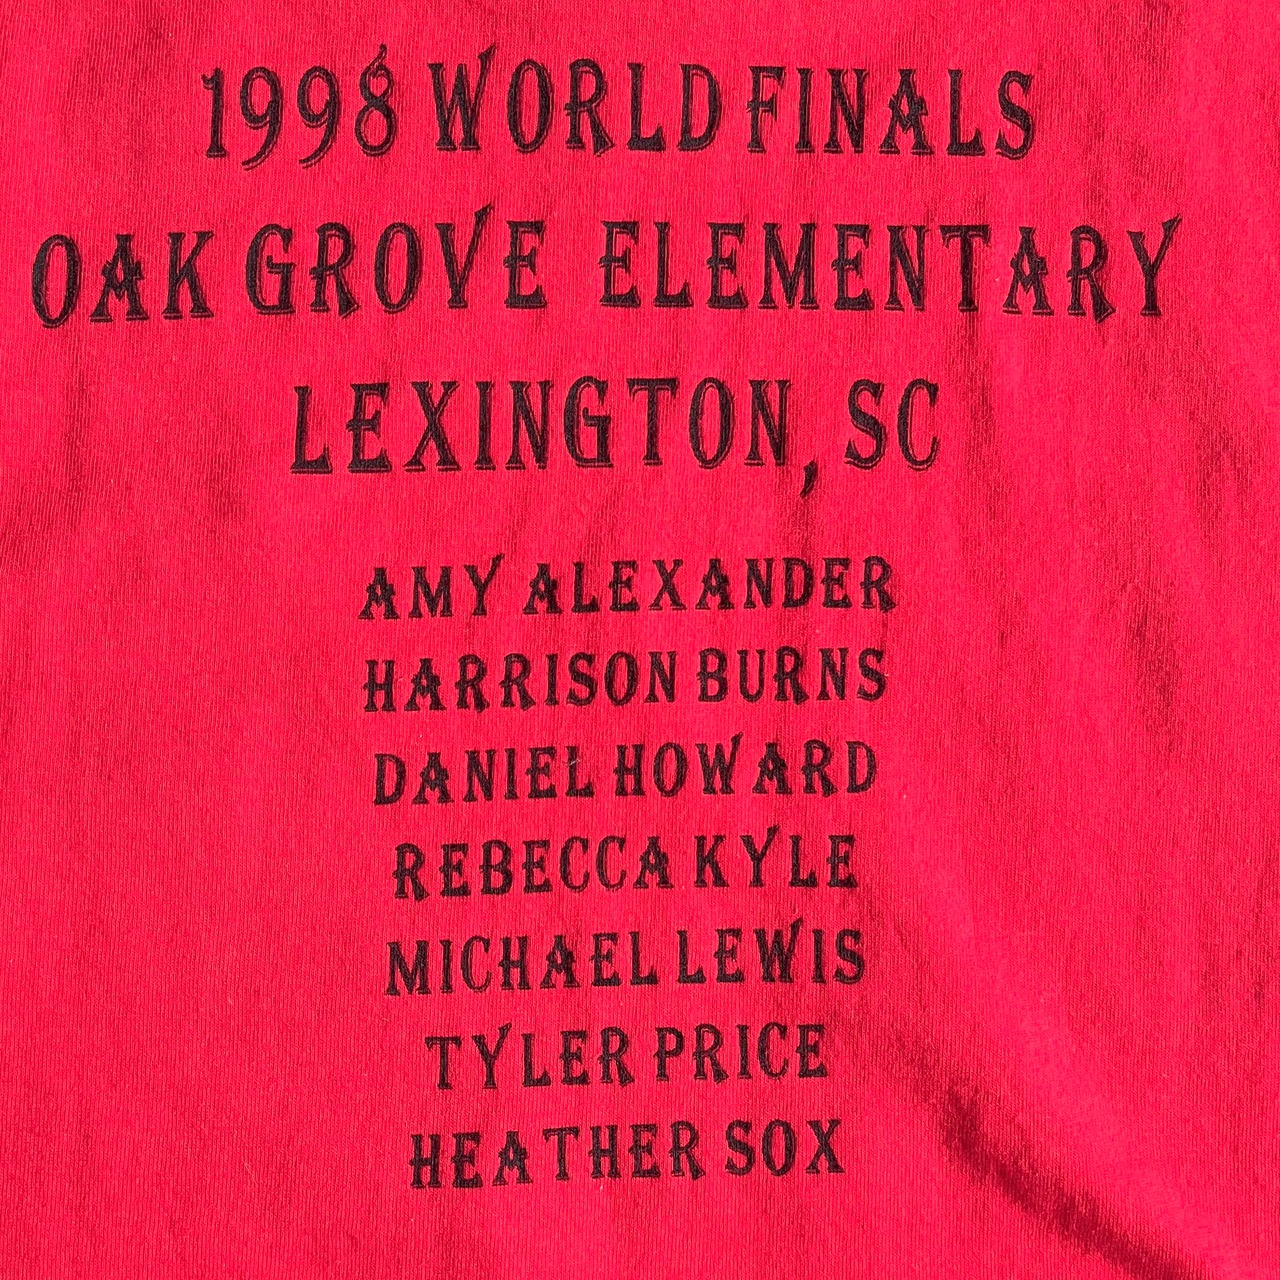 1998 WORLD FINALS
OAK GROVE ELEMENTARY
LEXINGTON, SC
AMY ALEXANDER
HARRISON BURNS
DANIEL HOWARD
REBECCA KYLE
MICHAEL LEWIS
TYLER PRICE
HEATHER SOX